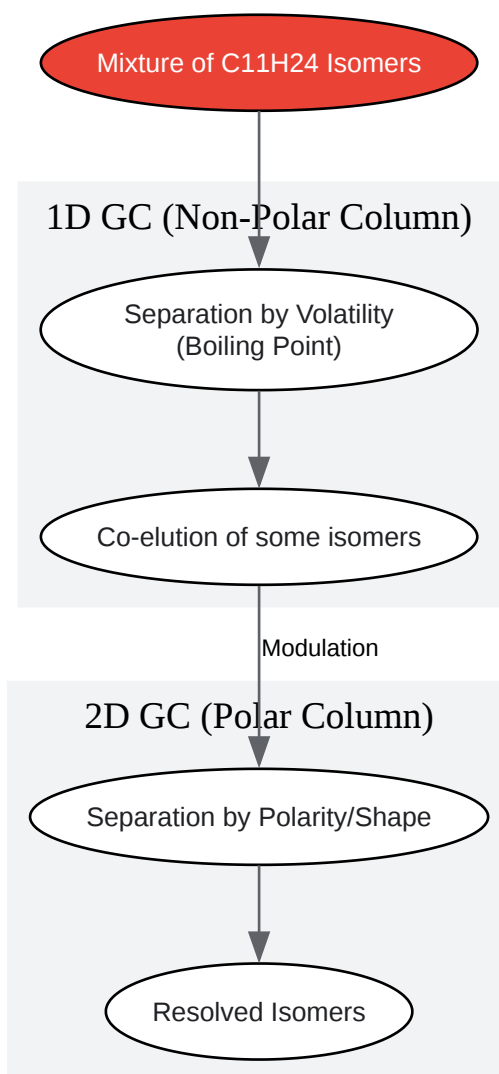 Mixture of C11H24 Isomers
1D GC (Non-Polar Column)
Separation by Volatility
(Boiling Point)
Co-elution of some isomers
Modulation
2D GC (Polar Column)
Separation by Polarity/Shape
Resolved Isomers